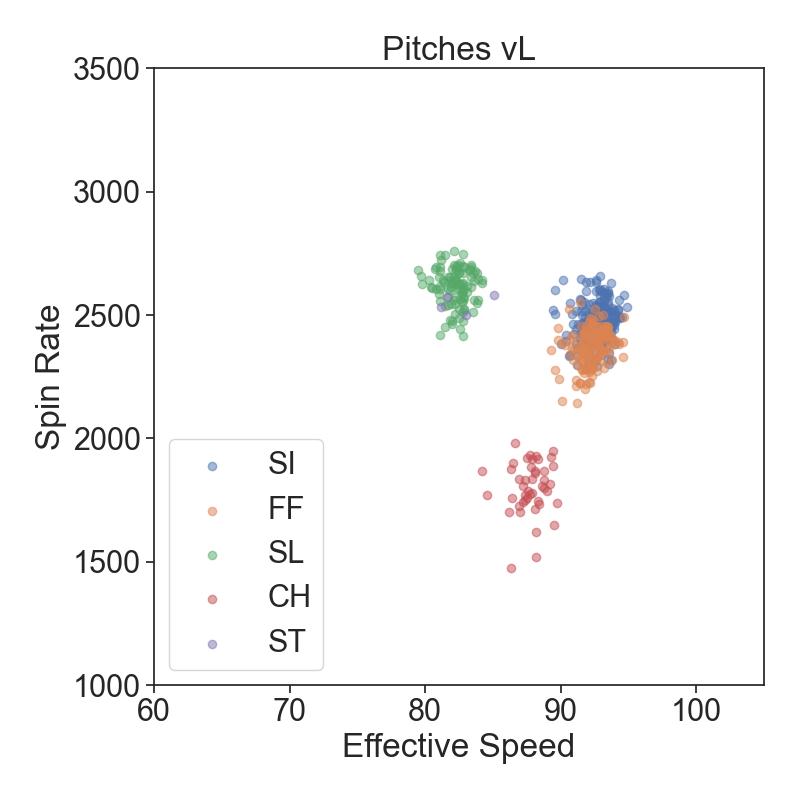 Pitches vL
3500
3000
2500
2000
1500
1000
Spin Rate
SI
FF
SL
CH
ST
60 70 80 90 100
Effective Speed